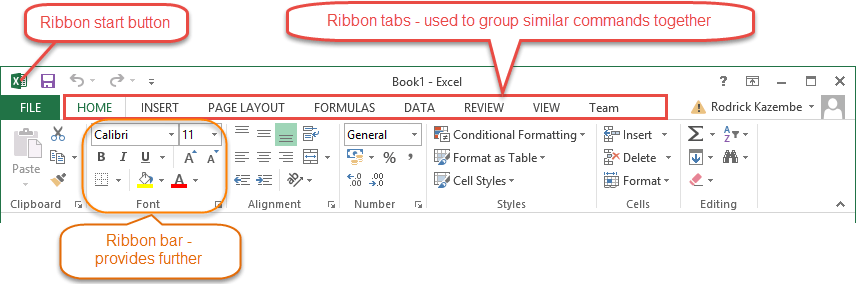 Ribbon start button
Ribbon tabs - used to group similar commands together
Book1 - Excel
?
FILE HOME INSERT PAGE LAYOUT FORMULAS DATA REVIEW VIEW Team Rodrick Kazembe
Paste
Calibri 11
B I U A A
A
General
% ,
.0 .00
.00 .0
Conditional Formatting
Format as Table
Cell Styles
Insert
Delete
Format
Σ A Z
Clipboard Font Alignment Number Styles Cells Editing
Ribbon bar -
provides further